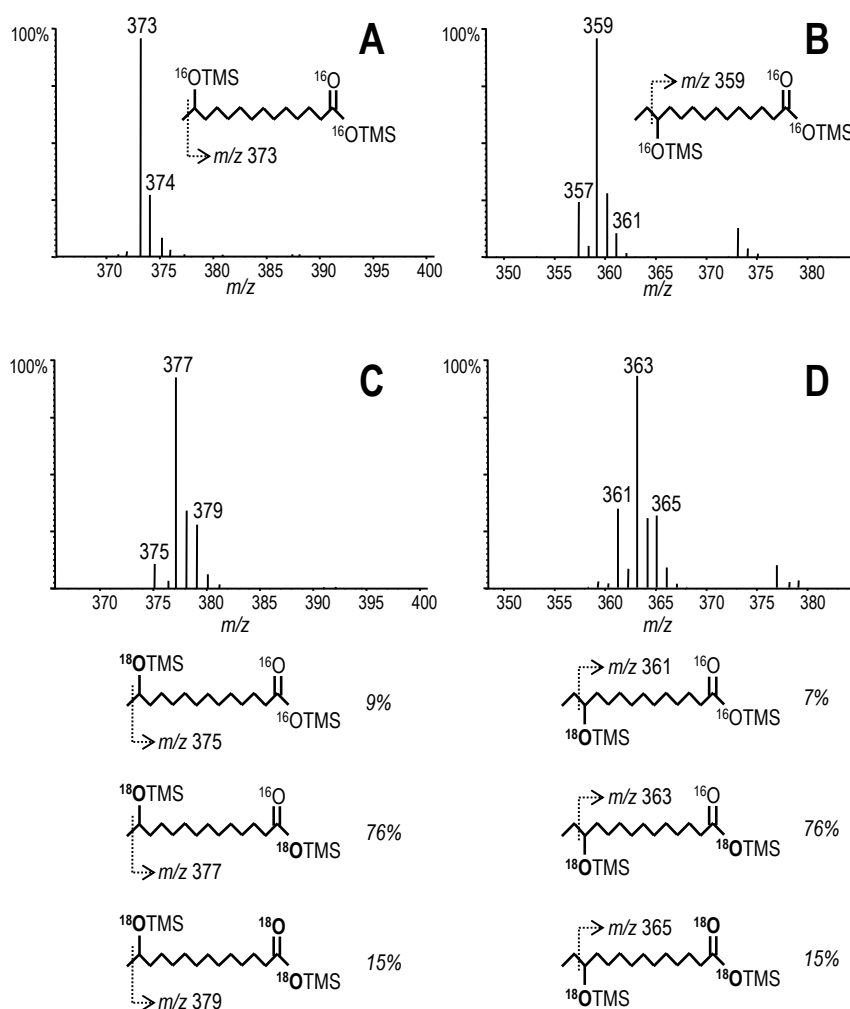 A
100%
373
374
¹⁶OTMS
¹⁶O
¹⁶OTMS
m/z 373
370 375 380 385 390 395 400
m/z
B
100%
359
357
361
m/z 359
¹⁶O
¹⁶OTMS
¹⁶OTMS
350 355 360 365 370 375 380
m/z
C
100%
377
379
375
370 375 380 385 390 395 400
m/z
D
100%
363
361
365
350 355 360 365 370 375 380
m/z
¹⁸OTMS
¹⁶O
¹⁶OTMS
9%
m/z 375
m/z 361
¹⁶O
¹⁶OTMS
7%
¹⁸OTMS
¹⁸OTMS
¹⁶O
76%
¹⁸OTMS
m/z 377
m/z 363
¹⁶O
76%
¹⁸OTMS
¹⁸OTMS
¹⁸OTMS
¹⁸O
15%
¹⁸OTMS
m/z 379
m/z 365
¹⁸O
15%
¹⁸OTMS
¹⁸OTMS